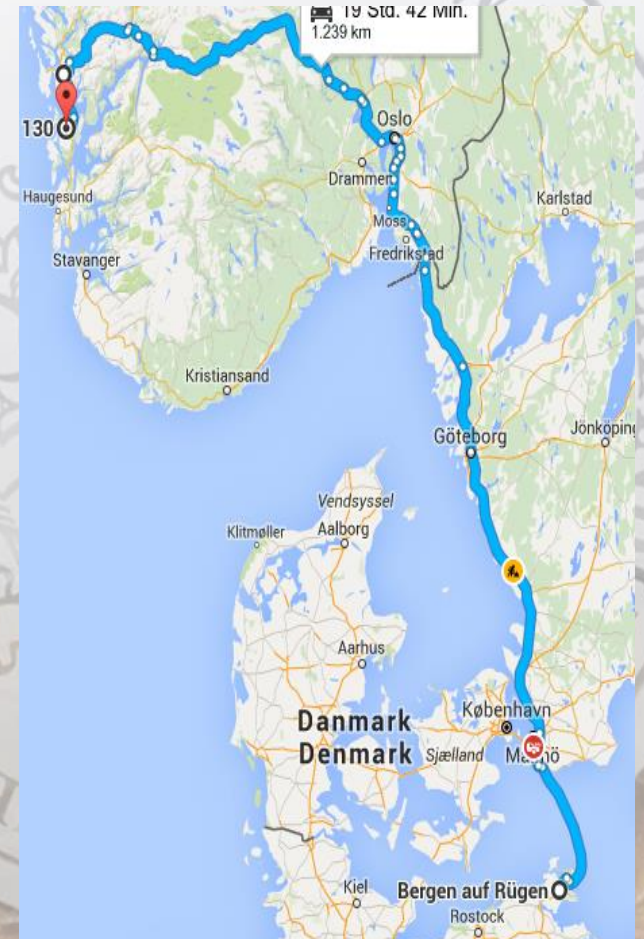 19 Std. 42 Min.
1.239 km
130
Oslo
Drammen
Haugesund
Karlstad
Moss
Fredrikstad
Stavanger
Kristiansand
Göteborg
Jönköping
Vendsyssel
Klitmøller
Aalborg
Aarhus
København
Danmark
Denmark
Sjælland
Kiel
Bergen auf Rügen
Rostock